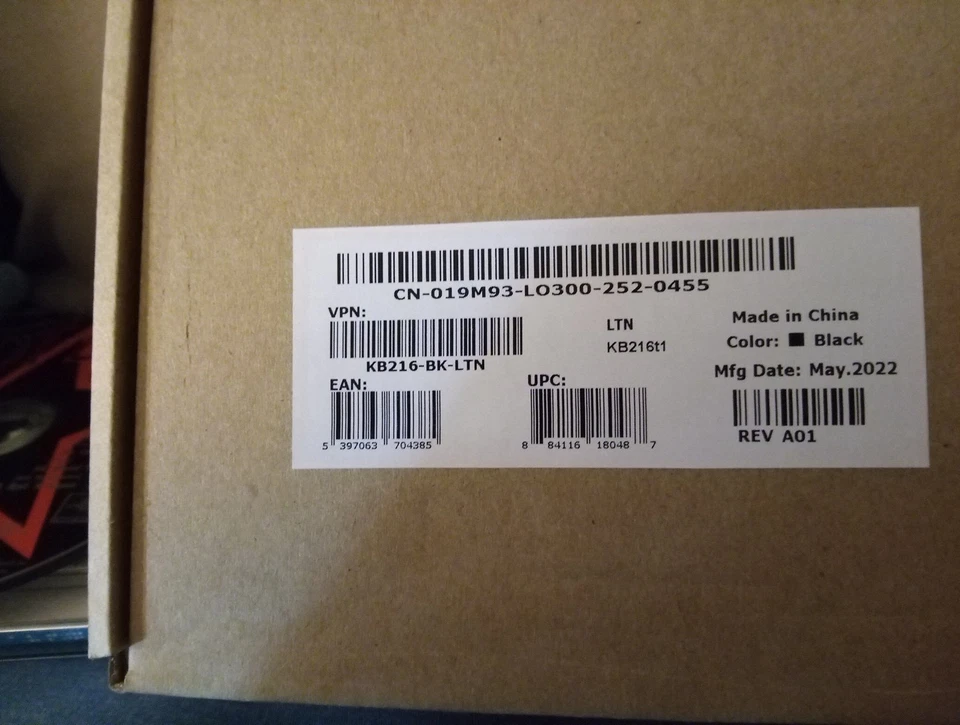 CN-019M93-LO300-252-0455
VPN:
KB216-BK-LTN
LTN
KB216t1
Made in China
Color: ■ Black
Mfg Date: May.2022
EAN:
5 397063 704385
UPC:
8 84116 18048 7
REV A01